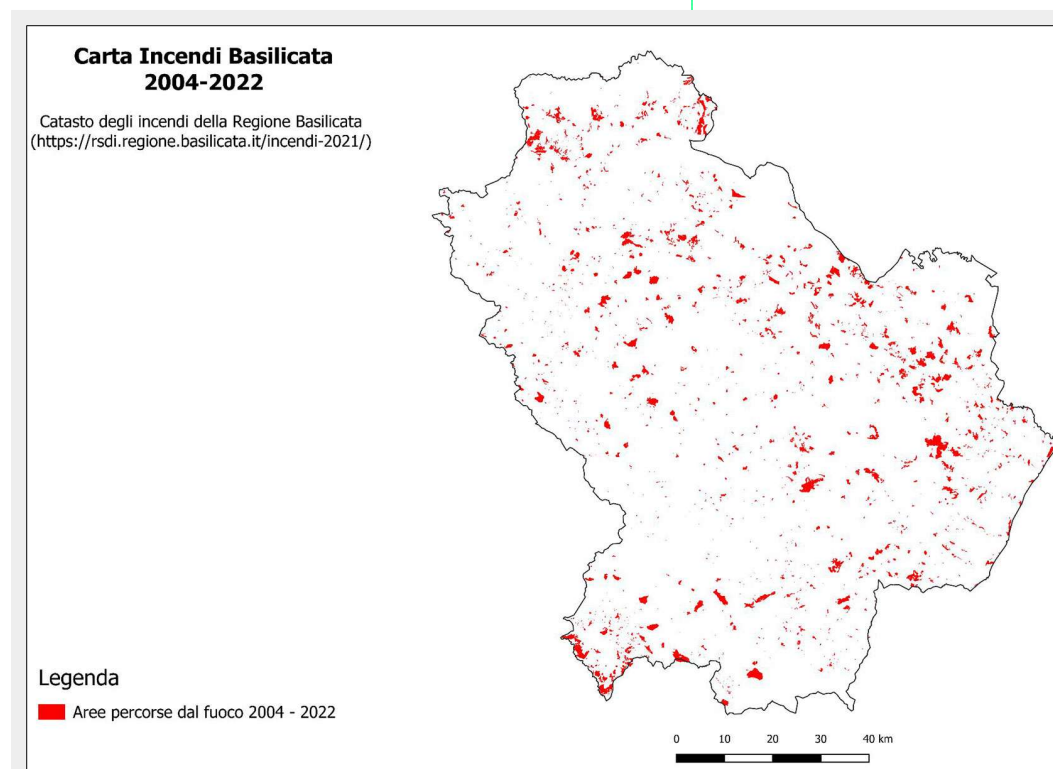 Carta Incendi Basilicata
2004-2022
Catasto degli incendi della Regione Basilicata
(https://rsdi.regione.basilicata.it/incendi-2021/)
Legenda
Aree percorse dal fuoco 2004 - 2022
0 10 20 30 40 km